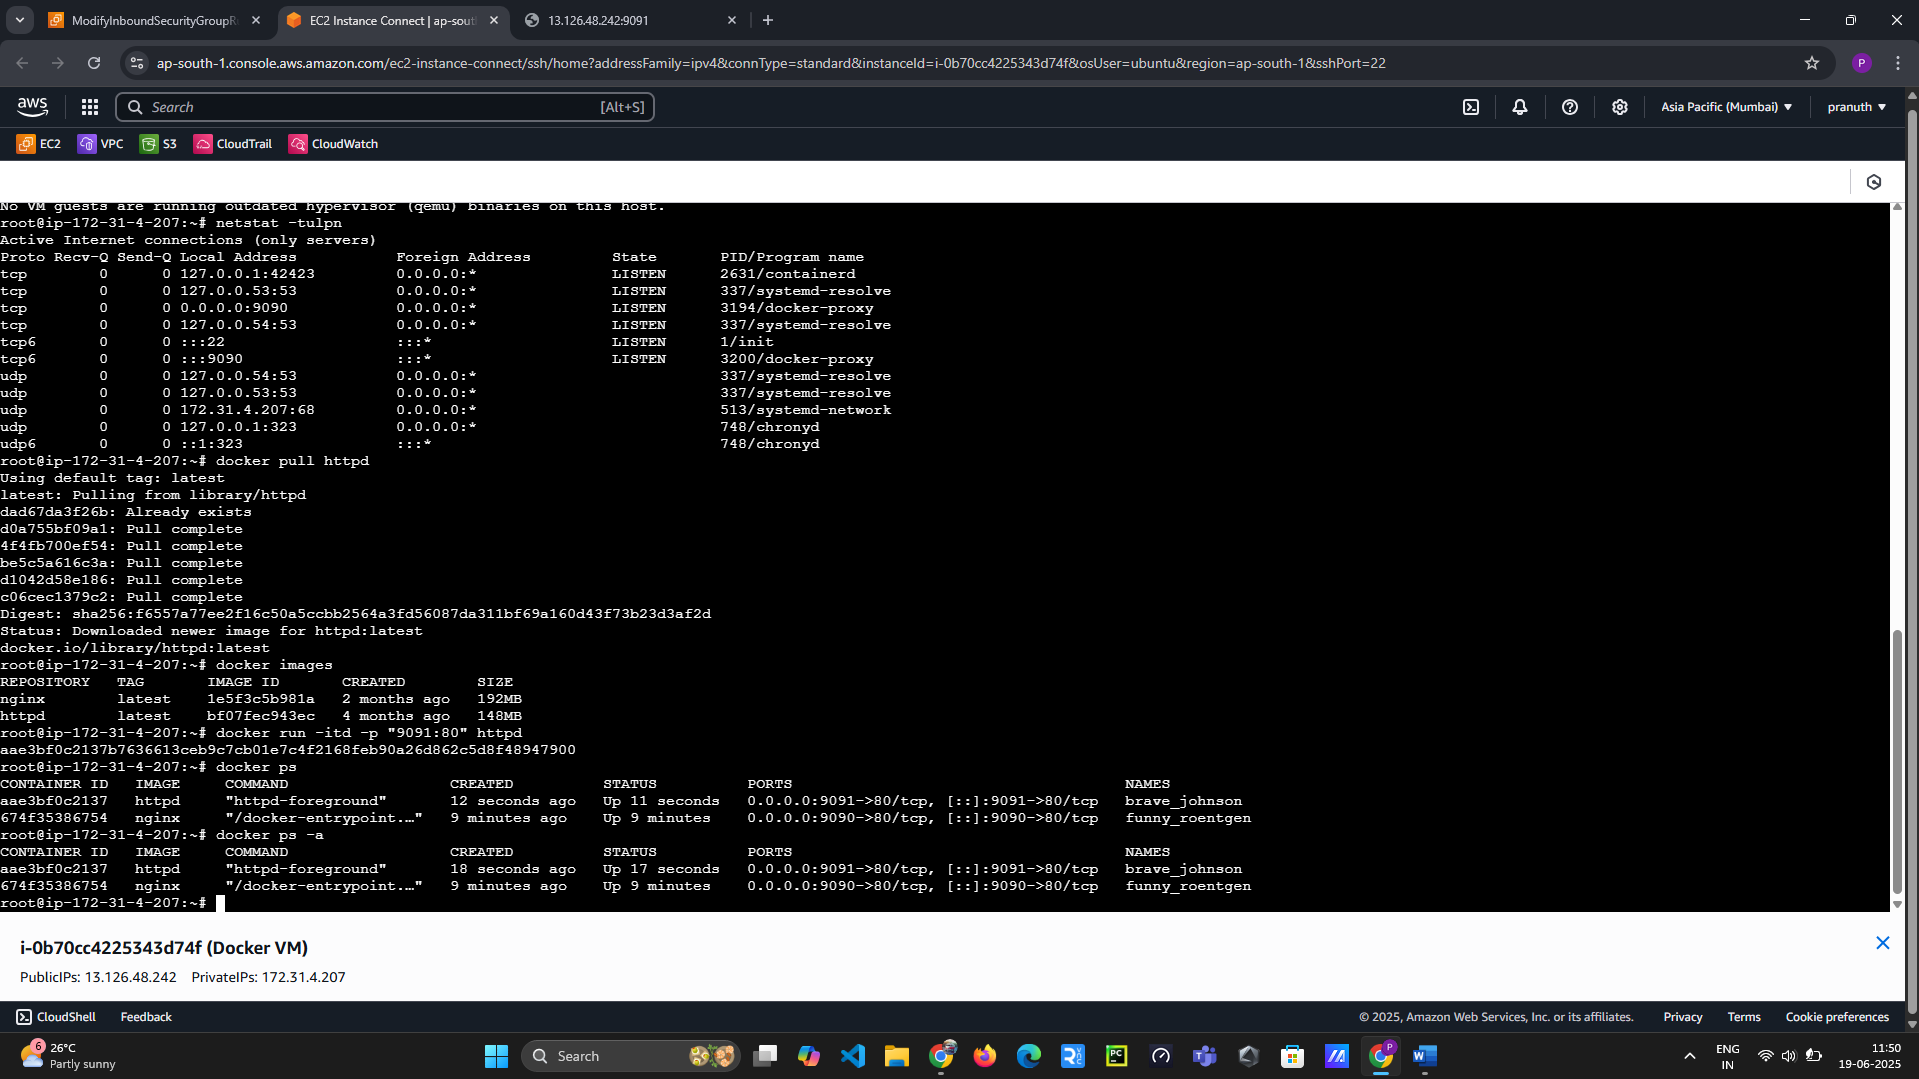 ModifyInboundSecurityGroupRu
EC2 Instance Connect | ap-sout
13.126.48.242:9091
ap-south-1.console.aws.amazon.com/ec2-instance-connect/ssh/home?addressFamily=ipv4&connType=standard&instanceId=i-0b70cc4225343d74f&osUser=ubuntu&region=ap-south-1&sshPort=22
P
aws
Search
[Alt+S]
Asia Pacific (Mumbai)
pranuth
EC2 VPC S3 CloudTrail CloudWatch
No VM guests are running outdated hypervisor (qemu) binaries on this host.
root@ip-172-31-4-207:~# netstat -tulpn
Active Internet connections (only servers)
Proto Recv-Q Send-Q Local Address           Foreign Address         State       PID/Program name
tcp        0      0 127.0.0.1:42423         0.0.0.0:*               LISTEN      2631/containerd
tcp        0      0 127.0.0.53:53           0.0.0.0:*               LISTEN      337/systemd-resolve
tcp        0      0 0.0.0.0:9090            0.0.0.0:*               LISTEN      3194/docker-proxy
tcp        0      0 127.0.0.54:53           0.0.0.0:*               LISTEN      337/systemd-resolve
tcp6       0      0 :::22                   :::*                    LISTEN      1/init
tcp6       0      0 :::9090                 :::*                    LISTEN      3200/docker-proxy
udp        0      0 127.0.0.54:53           0.0.0.0:*                           337/systemd-resolve
udp        0      0 127.0.0.53:53           0.0.0.0:*                           337/systemd-resolve
udp        0      0 172.31.4.207:68         0.0.0.0:*                           513/systemd-network
udp        0      0 127.0.0.1:323           0.0.0.0:*                           748/chronyd
udp6       0      0 ::1:323                 :::*                                748/chronyd
root@ip-172-31-4-207:~# docker pull httpd
Using default tag: latest
latest: Pulling from library/httpd
dad67da3f26b: Already exists
d0a755bf09a1: Pull complete
4f4fb700ef54: Pull complete
be5c5a616c3a: Pull complete
d1042d58e186: Pull complete
c06cec1379c2: Pull complete
Digest: sha256:f6557a77ee2f16c50a5ccbb2564a3fd56087da311bf69a160d43f73b23d3af2d
Status: Downloaded newer image for httpd:latest
docker.io/library/httpd:latest
root@ip-172-31-4-207:~# docker images
REPOSITORY   TAG       IMAGE ID       CREATED        SIZE
nginx        latest    1e5f3c5b981a   2 months ago   192MB
httpd        latest    bf07fec943ec   4 months ago   148MB
root@ip-172-31-4-207:~# docker run -itd -p "9091:80" httpd
aae3bf0c2137b7636613ceb9c7cb01e7c4f2168feb90a26d862c5d8f48947900
root@ip-172-31-4-207:~# docker ps
CONTAINER ID   IMAGE     COMMAND                  CREATED          STATUS          PORTS                                     NAMES
aae3bf0c2137   httpd     "httpd-foreground"       12 seconds ago   Up 11 seconds   0.0.0.0:9091->80/tcp, [::]:9091->80/tcp   brave_johnson
674f35386754   nginx     "/docker-entrypoint.…"   9 minutes ago    Up 9 minutes    0.0.0.0:9090->80/tcp, [::]:9090->80/tcp   funny_roentgen
root@ip-172-31-4-207:~# docker ps -a
CONTAINER ID   IMAGE     COMMAND                  CREATED          STATUS          PORTS                                     NAMES
aae3bf0c2137   httpd     "httpd-foreground"       18 seconds ago   Up 17 seconds   0.0.0.0:9091->80/tcp, [::]:9091->80/tcp   brave_johnson
674f35386754   nginx     "/docker-entrypoint.…"   9 minutes ago    Up 9 minutes    0.0.0.0:9090->80/tcp, [::]:9090->80/tcp   funny_roentgen
root@ip-172-31-4-207:~#
i-0b70cc4225343d74f (Docker VM)
PublicIPs: 13.126.48.242 PrivateIPs: 172.31.4.207
CloudShell Feedback
© 2025, Amazon Web Services, Inc. or its affiliates. Privacy Terms Cookie preferences
6
26°C
Partly sunny
Search
ENG
IN
11:50
19-06-2025